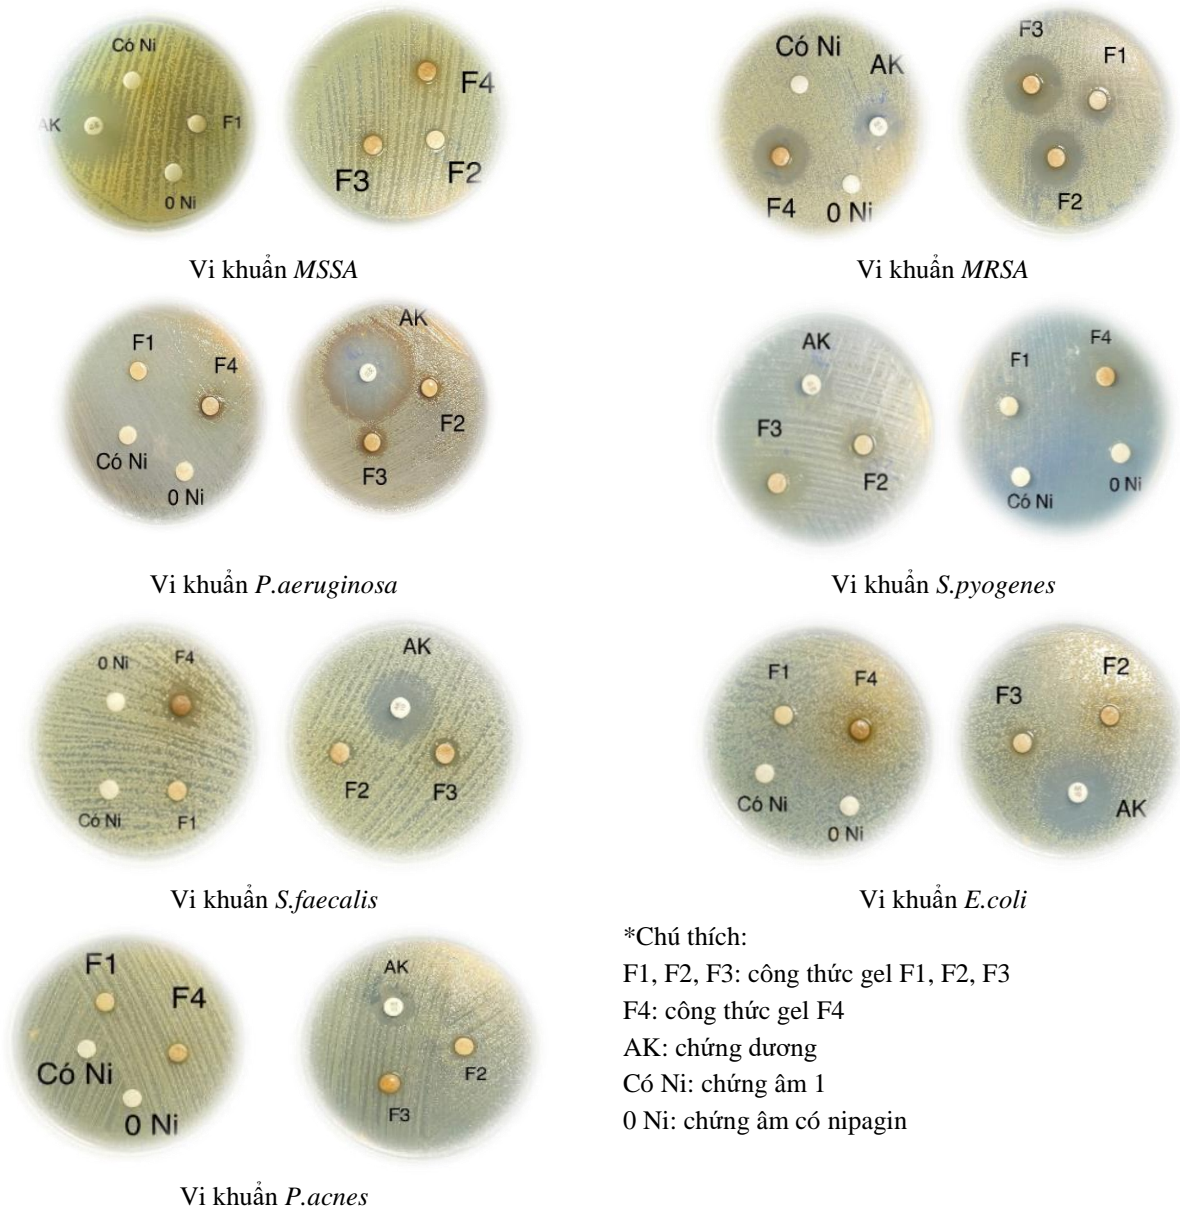 Có Ni
AK
F1
0 Ni
F4
F3
F2
Vi khuẩn MSSA
Có Ni
AK
F4
0 Ni
F3
F1
F2
Vi khuẩn MRSA
F1
F4
Có Ni
0 Ni
AK
F2
F3
Vi khuẩn P.aeruginosa
AK
F3
F2
F1
F4
Có Ni
0 Ni
Vi khuẩn S.pyogenes
0 Ni
F4
Có Ni
F1
AK
F2
F3
Vi khuẩn S.faecalis
F1
F4
Có Ni
0 Ni
F2
F3
AK
Vi khuẩn E.coli
F1
F4
Có Ni
0 Ni
AK
F2
F3
Vi khuẩn P.acnes
*Chú thích:
F1, F2, F3: công thức gel F1, F2, F3
F4: công thức gel F4
AK: chứng dương
Có Ni: chứng âm 1
0 Ni: chứng âm có nipagin